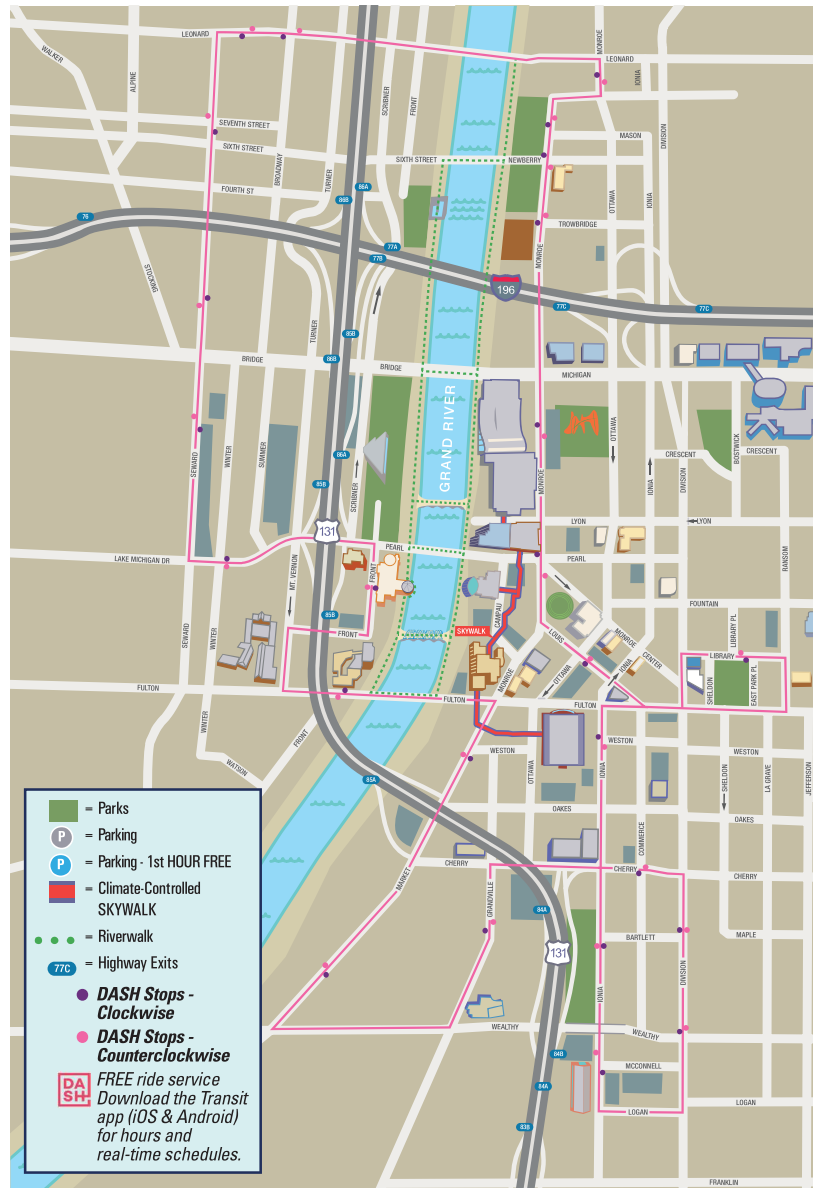 LEONARD
MONROE
LEONARD
WALKER
ALPINE
SCRIBNER
FRONT
IONIA
DIVISION
SEVENTH STREET
SIXTH STREET
BROADWAY
TURNER
SIXTH STREET
NEWBERRY
MASON
86A
86B
FOURTH ST
OTTAWA
IONIA
76
TROWBRIDGE
77A
77B
MONROE
STOCKING
196
77C
77C
TURNER
85B
86B
BRIDGE
BRIDGE
MICHIGAN
GRAND RIVER
SEWARD
WINTER
SUMMER
86A
85B
SCRIBNER
MONROE
OTTAWA
CRESCENT
BOSTWICK
CRESCENT
IONIA
DIVISION
131
LYON
LYON
LAKE MICHIGAN DR
PEARL
PEARL
RANSOM
MT. VERNON
FRONT
CAMPAU
FOUNTAIN
85B
SEWARD
WINTER
FRONT
SKYWALK
LOUIS
MONROE
CENTER
LIBRARY PL
LIBRARY
IONIA
OTTAWA
MONROE
SHELDON
EAST PARK PL
FULTON
FULTON
FULTON
WINTER
FRONT
WATSON
WESTON
WESTON
WESTON
OTTAWA
IONIA
SHELDON
LA GRAVE
JEFFERSON
85A
OAKES
OAKES
COMMERCE
MARKET
CHERRY
CHERRY
CHERRY
GRANDVILLE
84A
131
BARTLETT
MAPLE
IONIA
DIVISION
WEALTHY
WEALTHY
84B
MCCONNELL
84A
LOGAN
LOGAN
83B
FRANKLIN
= Parks
P = Parking
P = Parking - 1st HOUR FREE
= Climate-Controlled
SKYWALK
= Riverwalk
77C = Highway Exits
DASH Stops -
Clockwise
DASH Stops -
Counterclockwise
DA
SH
FREE ride service
Download the Transit
app (iOS & Android)
for hours and
real-time schedules.